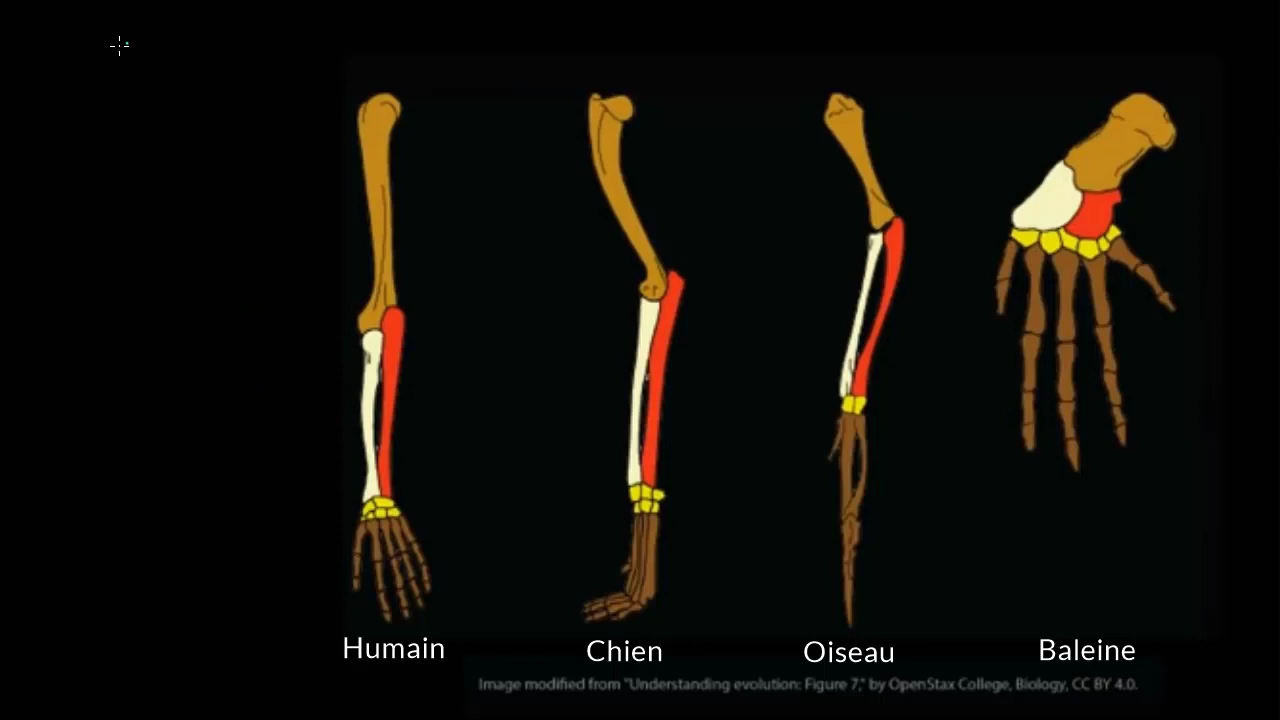 Humain Chien Oiseau Baleine
Image modified from "Understanding evolution: Figure 7," by OpenStax College, Biology, CC BY 4.0.